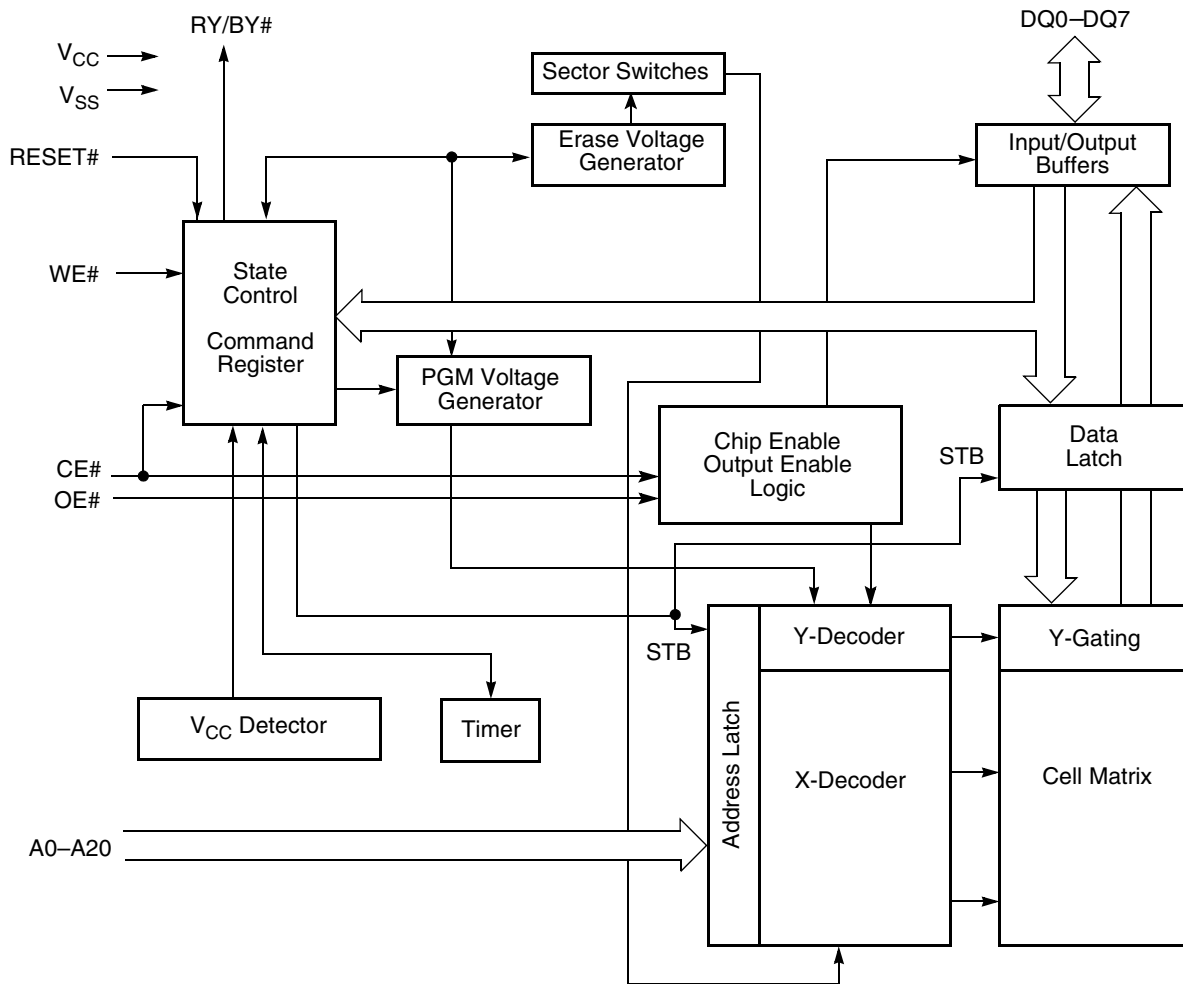 RY/BY#
DQ0–DQ7
VCC
VSS
Sector Switches
Erase Voltage
Generator
Input/Output
Buffers
RESET#
WE#
State
Control
Command
Register
PGM Voltage
Generator
Chip Enable
Output Enable
Logic
Data
Latch
STB
CE#
OE#
STB
Y-Decoder
Y-Gating
VCC Detector
Timer
Address Latch
X-Decoder
Cell Matrix
A0–A20